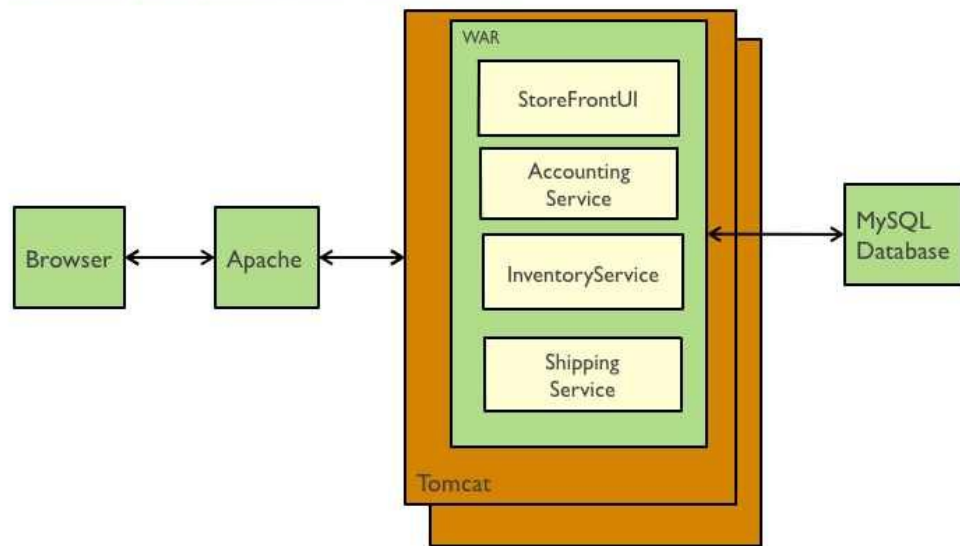 WAR
StoreFrontUI
Accounting
Service
InventoryService
Shipping
Service
Browser
Apache
MySQL
Database
Tomcat